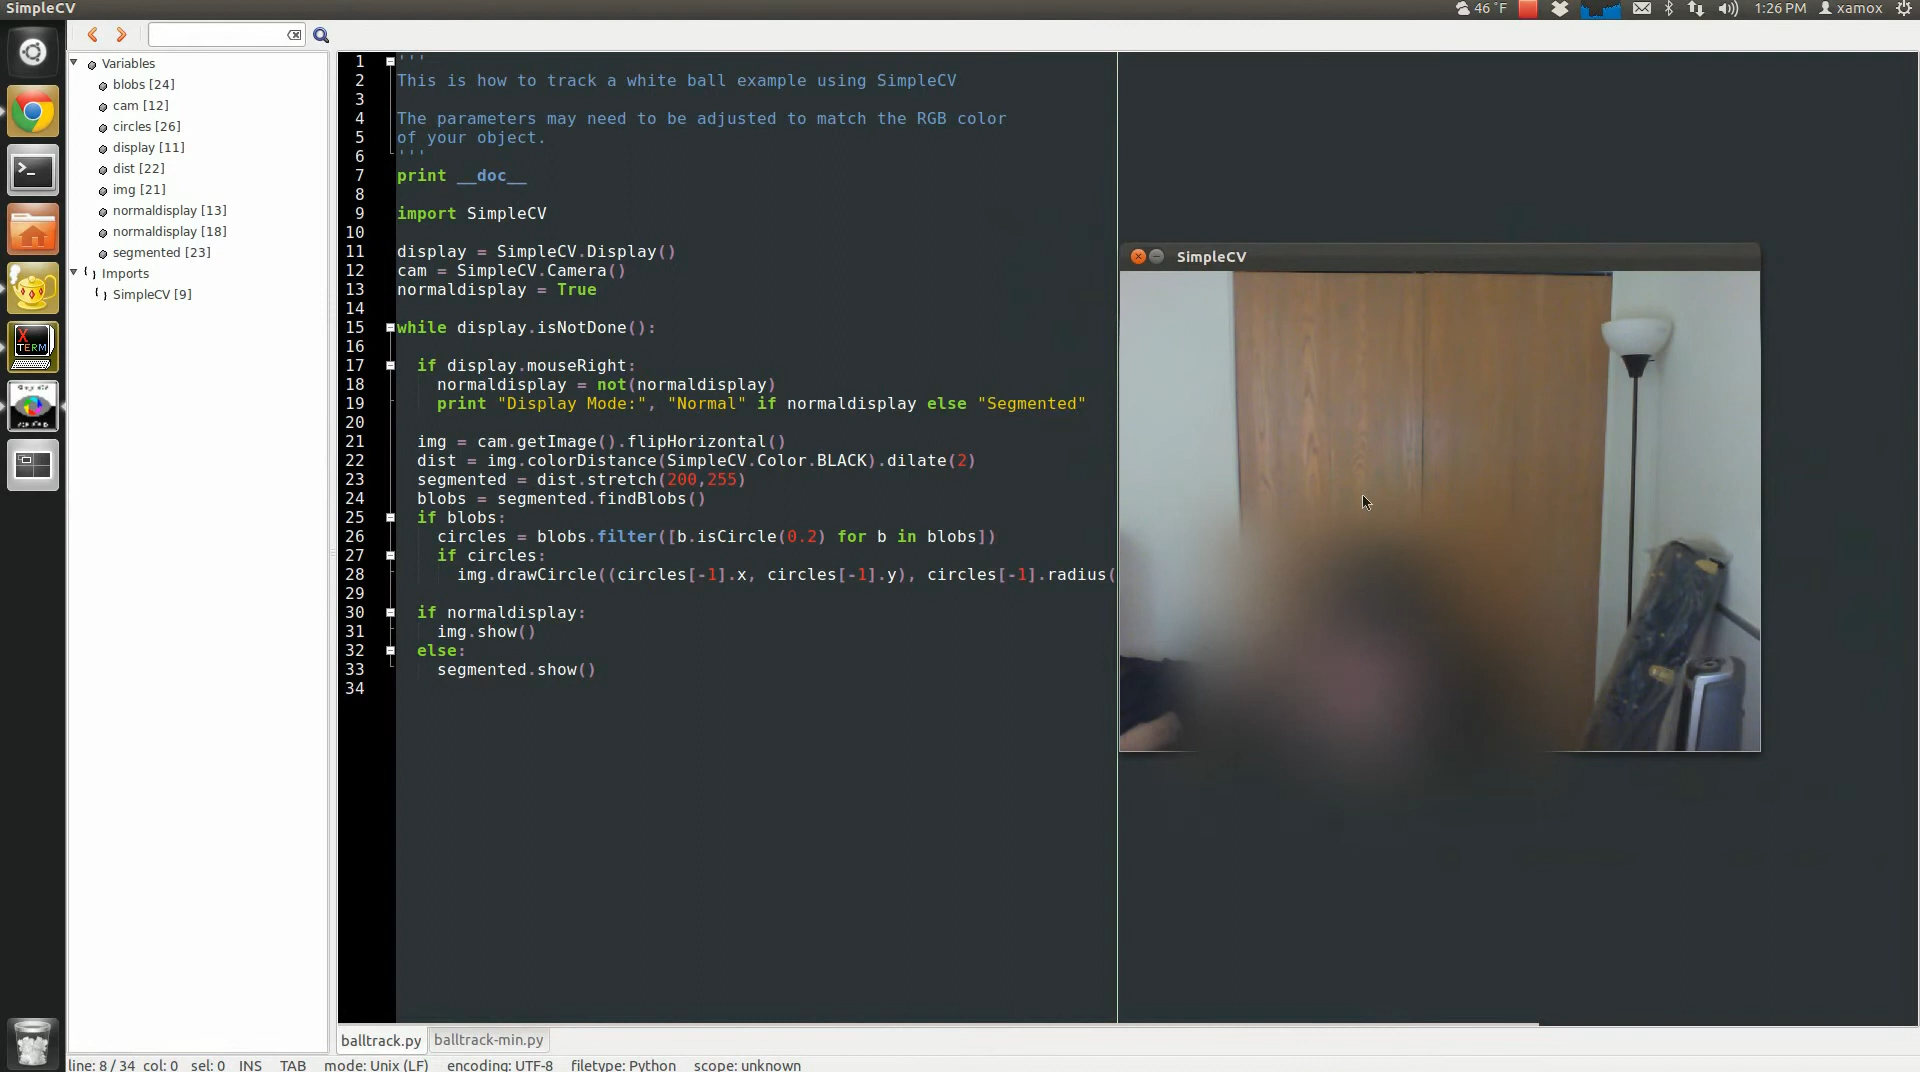 SimpleCV
46 °F
1:26 PM
xamox
Variables
blobs [24]
cam [12]
circles [26]
display [11]
dist [22]
img [21]
normaldisplay [13]
normaldisplay [18]
segmented [23]
Imports
SimpleCV [9]
1 '''
2 This is how to track a white ball example using SimpleCV
3
4 The parameters may need to be adjusted to match the RGB color
5 of your object.
6 '''
7 print __doc__
8
9 import SimpleCV
10
11 display = SimpleCV.Display()
12 cam = SimpleCV.Camera()
13 normaldisplay = True
14
15 while display.isNotDone():
16
17 if display.mouseRight:
18 normaldisplay = not(normaldisplay)
19 print "Display Mode:", "Normal" if normaldisplay else "Segmented"
20
21 img = cam.getImage().flipHorizontal()
22 dist = img.colorDistance(SimpleCV.Color.BLACK).dilate(2)
23 segmented = dist.stretch(200,255)
24 blobs = segmented.findBlobs()
25 if blobs:
26 circles = blobs.filter([b.isCircle(0.2) for b in blobs])
27 if circles:
28 img.drawCircle((circles[-1].x, circles[-1].y), circles[-1].radius(
29
30 if normaldisplay:
31 img.show()
32 else:
33 segmented.show()
34
SimpleCV
X
TERM
balltrack.py
balltrack-min.py
line: 8 / 34 col: 0 sel: 0 INS TAB mode: Unix (LF) encoding: UTF-8 filetype: Python scope: unknown